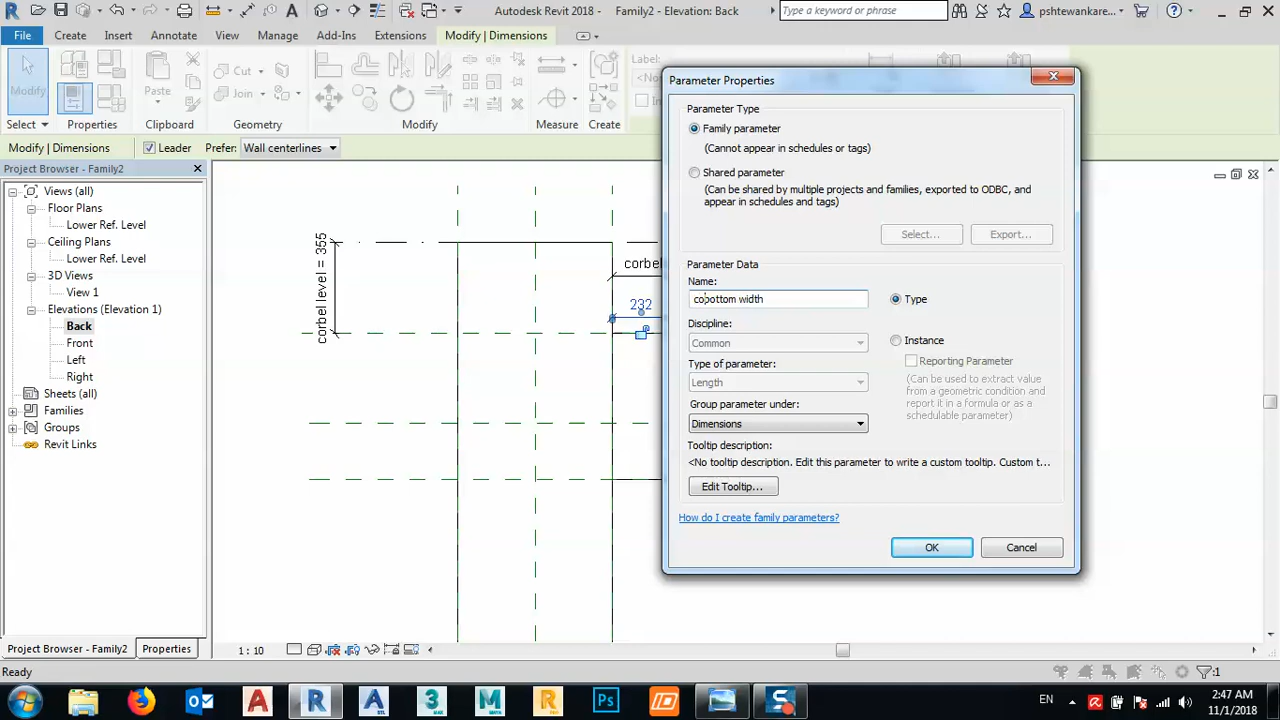 Autodesk Revit 2018 - Family2 - Elevation: Back
Type a keyword or phrase
pshtewankare...
File Create Insert Annotate View Manage Add-Ins Extensions Modify | Dimensions
Modify
Paste
Cut
Join
Label:
Select Properties Clipboard Geometry Modify Measure Create
Modify | Dimensions Leader Prefer: Wall centerlines
Project Browser - Family2
Views (all)
Floor Plans
Lower Ref. Level
Ceiling Plans
Lower Ref. Level
3D Views
View 1
Elevations (Elevation 1)
Back
Front
Left
Right
Sheets (all)
Families
Groups
Revit Links
Project Browser - Family2 Properties
corbel level = 355
corbel
232
1 : 10
Parameter Properties
Parameter Type
Family parameter
(Cannot appear in schedules or tags)
Shared parameter
(Can be shared by multiple projects and families, exported to ODBC, and
appear in schedules and tags)
Select... Export...
Parameter Data
Name:
cobottom width
Type
Discipline:
Common
Instance
Reporting Parameter
Type of parameter:
Length
(Can be used to extract value
from a geometric condition and
report it in a formula or as a
schedulable parameter)
Group parameter under:
Dimensions
Tooltip description:
<No tooltip description. Edit this parameter to write a custom tooltip. Custom t...
Edit Tooltip...
How do I create family parameters?
OK Cancel
Ready
:1
EN
2:47 AM
11/1/2018